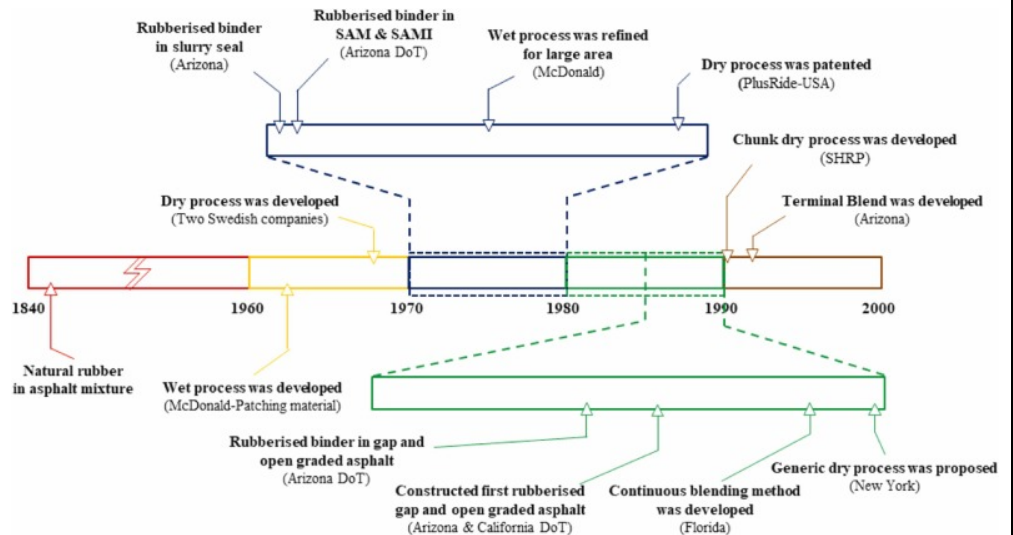 Rubberised binder
in slurry seal
(Arizona)
Rubberised binder in
SAM & SAMI
(Arizona DoT)
Wet process was refined
for large area
(McDonald)
Dry process was patented
(PlusRide-USA)
Chunk dry process was developed
(SHRP)
Dry process was developed
(Two Swedish companies)
Terminal Blend was developed
(Arizona)
1840
1960
1970
1980
1990
2000
Natural rubber
in asphalt mixture
Wet process was developed
(McDonald-Patching material)
Rubberised binder in gap and
open graded asphalt
(Arizona DoT)
Constructed first rubberised
gap and open graded asphalt
(Arizona & California DoT)
Continuous blending method
was developed
(Florida)
Generic dry process was proposed
(New York)